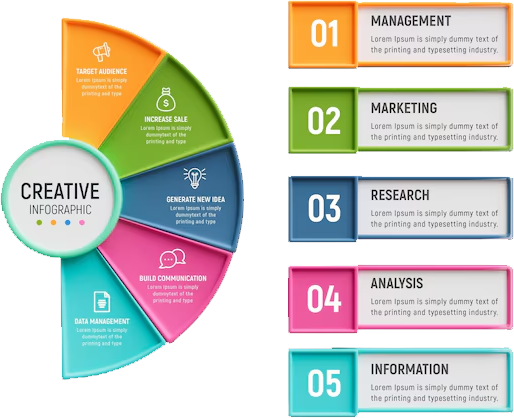 TARGET AUDIENCE
Lorem Ipsum is simply
dummytext of the
printing and type
INCREASE SALE
Lorem Ipsum is simply
dummytext of the
printing and type
GENERATE NEW IDEA
Lorem Ipsum is simply
dummytext of the
printing and type
BUILD COMMUNICATION
Lorem Ipsum is simply
dummytext of the
printing and type
DATA MANAGEMENT
Lorem Ipsum is simply
dummytext of the
printing and type
CREATIVE
INFOGRAPHIC
01
MANAGEMENT
Lorem Ipsum is simply dummy text of
the printing and typesetting industry.
02
MARKETING
Lorem Ipsum is simply dummy text of
the printing and typesetting industry.
03
RESEARCH
Lorem Ipsum is simply dummy text of
the printing and typesetting industry.
04
ANALYSIS
Lorem Ipsum is simply dummy text of
the printing and typesetting industry.
05
INFORMATION
Lorem Ipsum is simply dummy text of
the printing and typesetting industry.